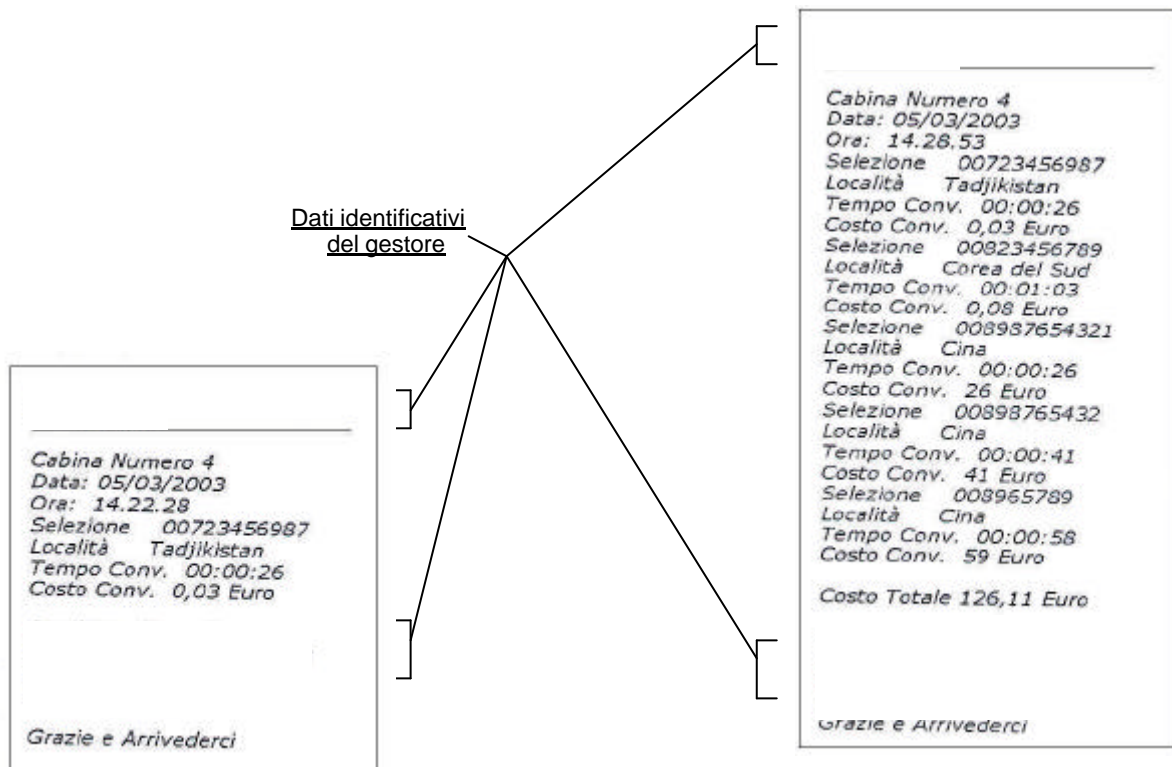 Dati identificativi
del gestore
Cabina Numero 4
Data: 05/03/2003
Ora: 14.22.28
Selezione 00723456987
Località Tadjikistan
Tempo Conv. 00:00:26
Costo Conv. 0,03 Euro
Grazie e Arrivederci
Cabina Numero 4
Data: 05/03/2003
Ora: 14.28.53
Selezione 00723456987
Località Tadjikistan
Tempo Conv. 00:00:26
Costo Conv. 0,03 Euro
Selezione 00823456789
Località Corea del Sud
Tempo Conv. 00:01:03
Costo Conv. 0,08 Euro
Selezione 008987654321
Località Cina
Tempo Conv. 00:00:26
Costo Conv. 26 Euro
Selezione 00898765432
Località Cina
Tempo Conv. 00:00:41
Costo Conv. 41 Euro
Selezione 008965789
Località Cina
Tempo Conv. 00:00:58
Costo Conv. 59 Euro
Costo Totale 126,11 Euro
Grazie e Arrivederci